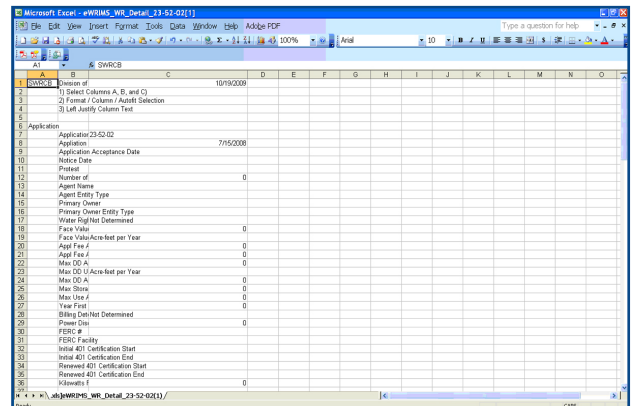 Microsoft Excel - eWRIMS_WR_Detail_23-52-02[1]
File Edit View Insert Format Tools Data Window Help Adobe PDF Type a question for help
100% Arial 10 B I U $
A1 fx SWRCB
A B C D E F G H I J K L M N O
1 SWRCB Division of 10/19/2009
2 1) Select Columns A, B, and C)
3 2) Format / Column / Autofit Selection
4 3) Left Justify Column Text
5
6 Application
7 Application 23-52-02
8 Appliation 7/15/2008
9 Application Acceptance Date
10 Notice Date
11 Protest
12 Number of 0
13 Agent Name
14 Agent Entity Type
15 Primary Owner
16 Primary Owner Entity Type
17 Water Rigl Not Determined
18 Face Valu 0
19 Face Valu Acre-feet per Year
20 Appl Fee A 0
21 Appl Fee A 0
22 Max DD A 0
23 Max DD U Acre-feet per Year
24 Max DD A 0
25 Max Stora 0
26 Max Use A 0
27 Year First 0
28 Billing Det Not Determined
29 Power Dis 0
30 FERC #
31 FERC Facility
32 Initial 401 Certification Start
33 Initial 401 Certification End
34 Renewed 401 Certification Start
35 Renewed 401 Certification End
36 Kilowatts F 0
.xls]eWRIMS_WR_Detail_23-52-02(1)